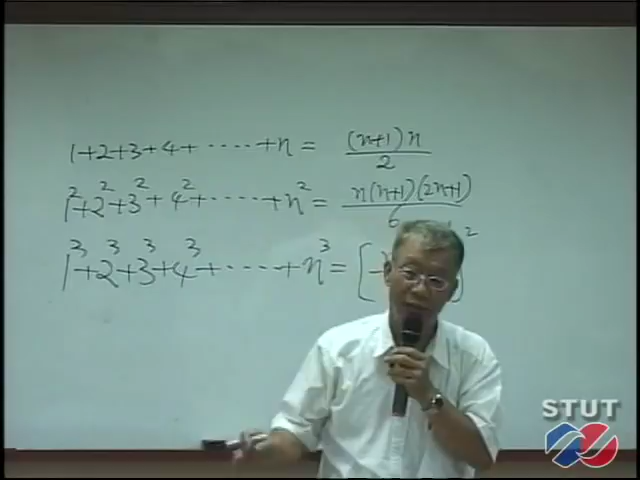 1+2+3+4+·····+n = (n+1)n/2
1²+2²+3²+4²+·····+n² = n(n+1)(2n+1)/6
1³+2³+3³+4³+·····+n³ = [ ]²
STUT